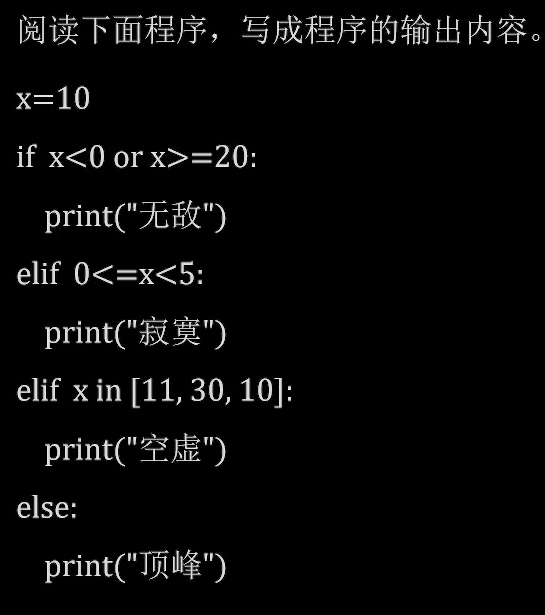 阅读下面程序，写成程序的输出内容。
x=10
if x<0 or x>=20:
print("无敌")
elif 0<=x<5:
print("寂寞")
elif x in [11, 30, 10]:
print("空虚")
else:
print("顶峰")